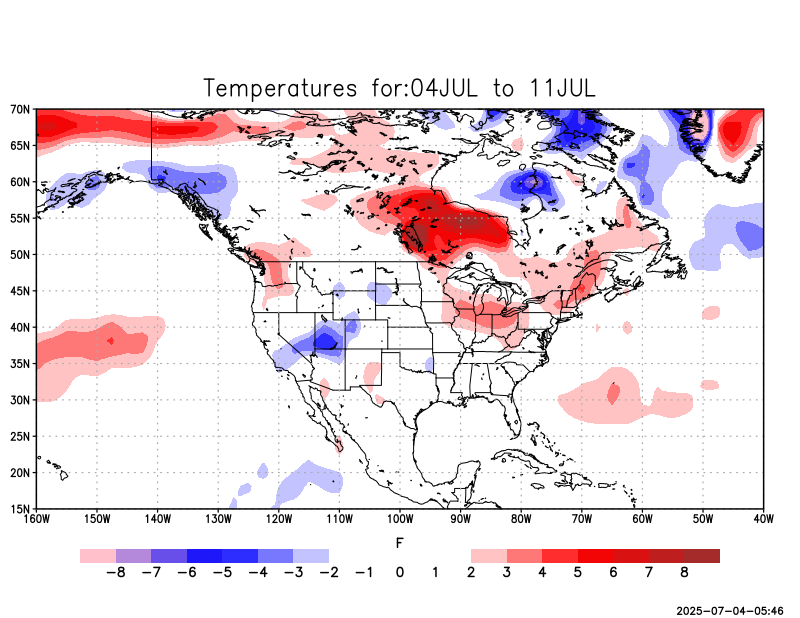 Temperatures for:04JUL to 11JUL
70N
65N
60N
55N
50N
45N
40N
35N
30N
25N
20N
15N
160W 150W 140W 130W 120W 110W 100W 90W 80W 70W 60W 50W 40W
F
−8 −7 −6 −5 −4 −3 −2 −1 0 1 2 3 4 5 6 7 8
2025-07-04-05:46